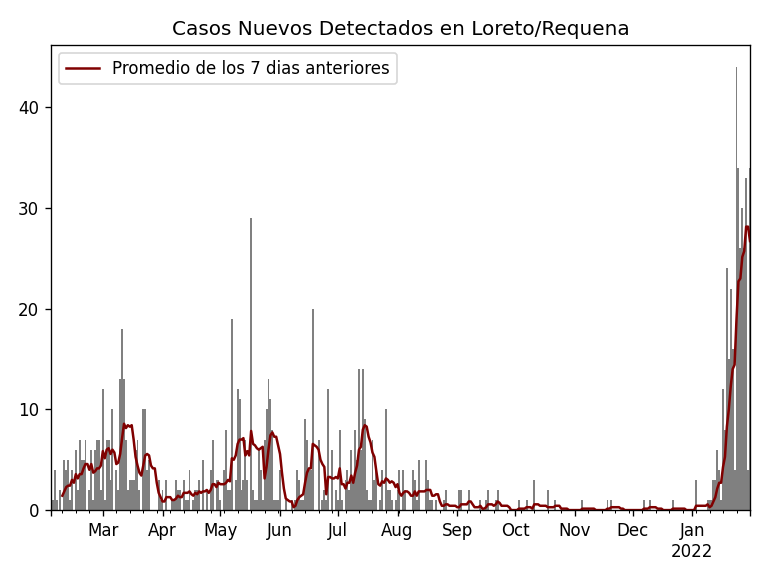 Casos Nuevos Detectados en Loreto/Requena
Promedio de los 7 dias anteriores
40
30
20
10
0
Mar Apr May Jun Jul Aug Sep Oct Nov Dec Jan
2022